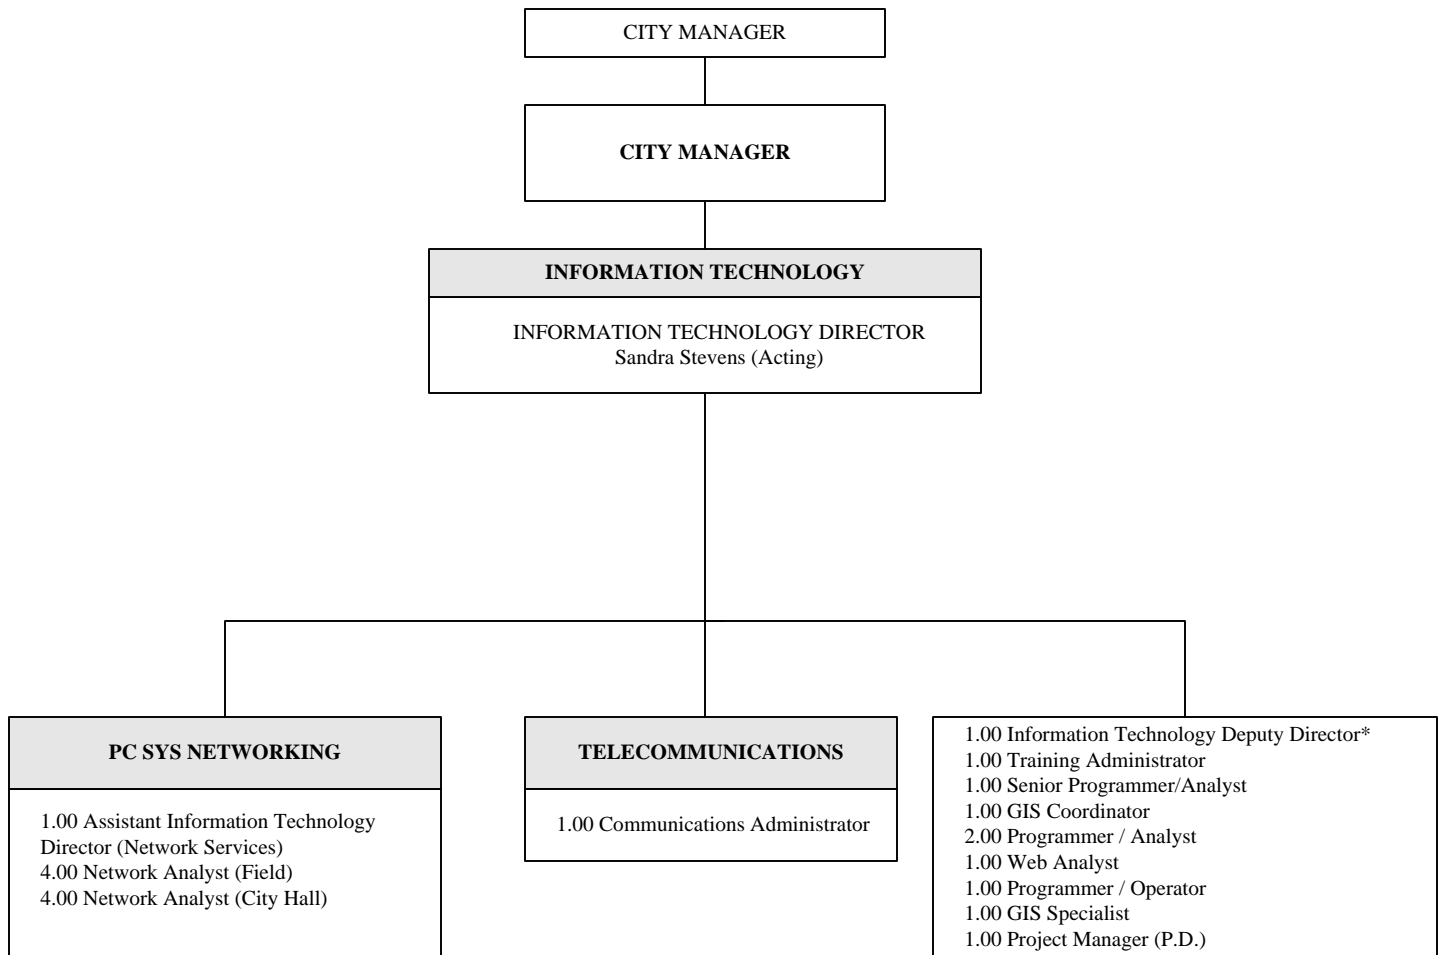 CITY MANAGER
CITY MANAGER
INFORMATION TECHNOLOGY
INFORMATION TECHNOLOGY DIRECTOR
Sandra Stevens (Acting)
PC SYS NETWORKING
1.00 Assistant Information Technology
Director (Network Services)
4.00 Network Analyst (Field)
4.00 Network Analyst (City Hall)
TELECOMMUNICATIONS
1.00 Communications Administrator
1.00 Information Technology Deputy Director*
1.00 Training Administrator
1.00 Senior Programmer/Analyst
1.00 GIS Coordinator
2.00 Programmer / Analyst
1.00 Web Analyst
1.00 Programmer / Operator
1.00 GIS Specialist
1.00 Project Manager (P.D.)